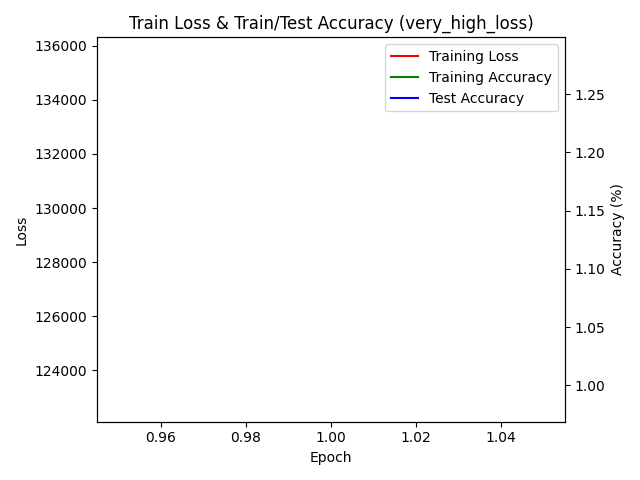 Train Loss & Train/Test Accuracy (very_high_loss)
136000
134000
132000
130000
128000
126000
124000
Loss
Training Loss
Training Accuracy
Test Accuracy
1.25
1.20
1.15
1.10
1.05
1.00
Accuracy (%)
0.96 0.98 1.00 1.02 1.04
Epoch